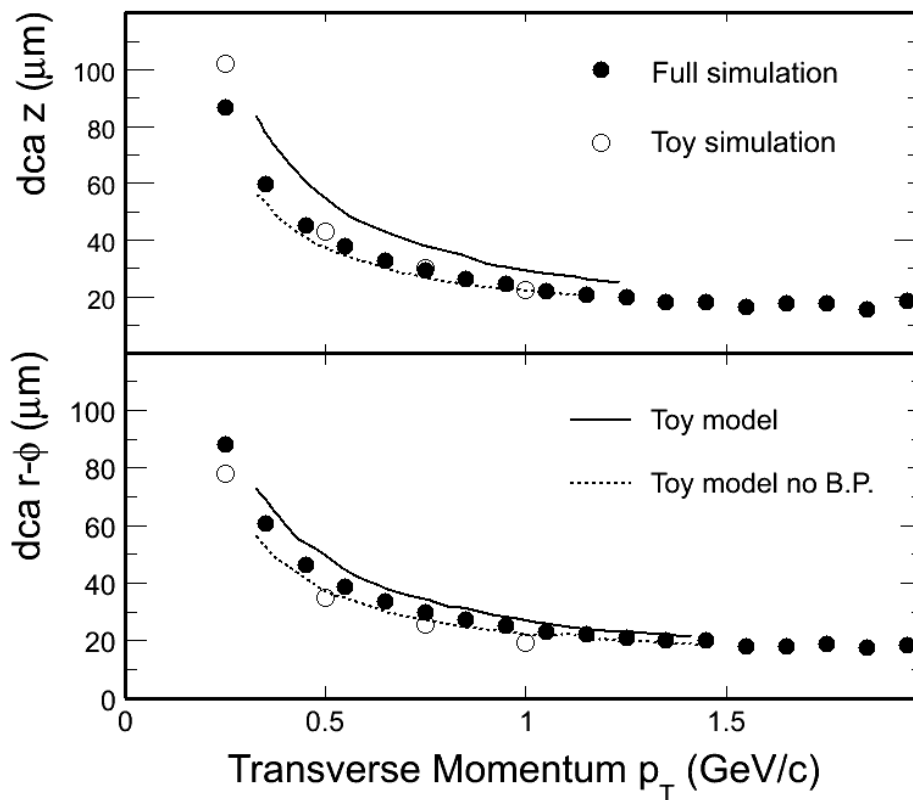 dca z (μm)
100
80
60
40
20
Full simulation
Toy simulation
dca r-ϕ (μm)
100
80
60
40
20
0
Toy model
Toy model no B.P.
0
0.5
1
1.5
Transverse Momentum p_T (GeV/c)